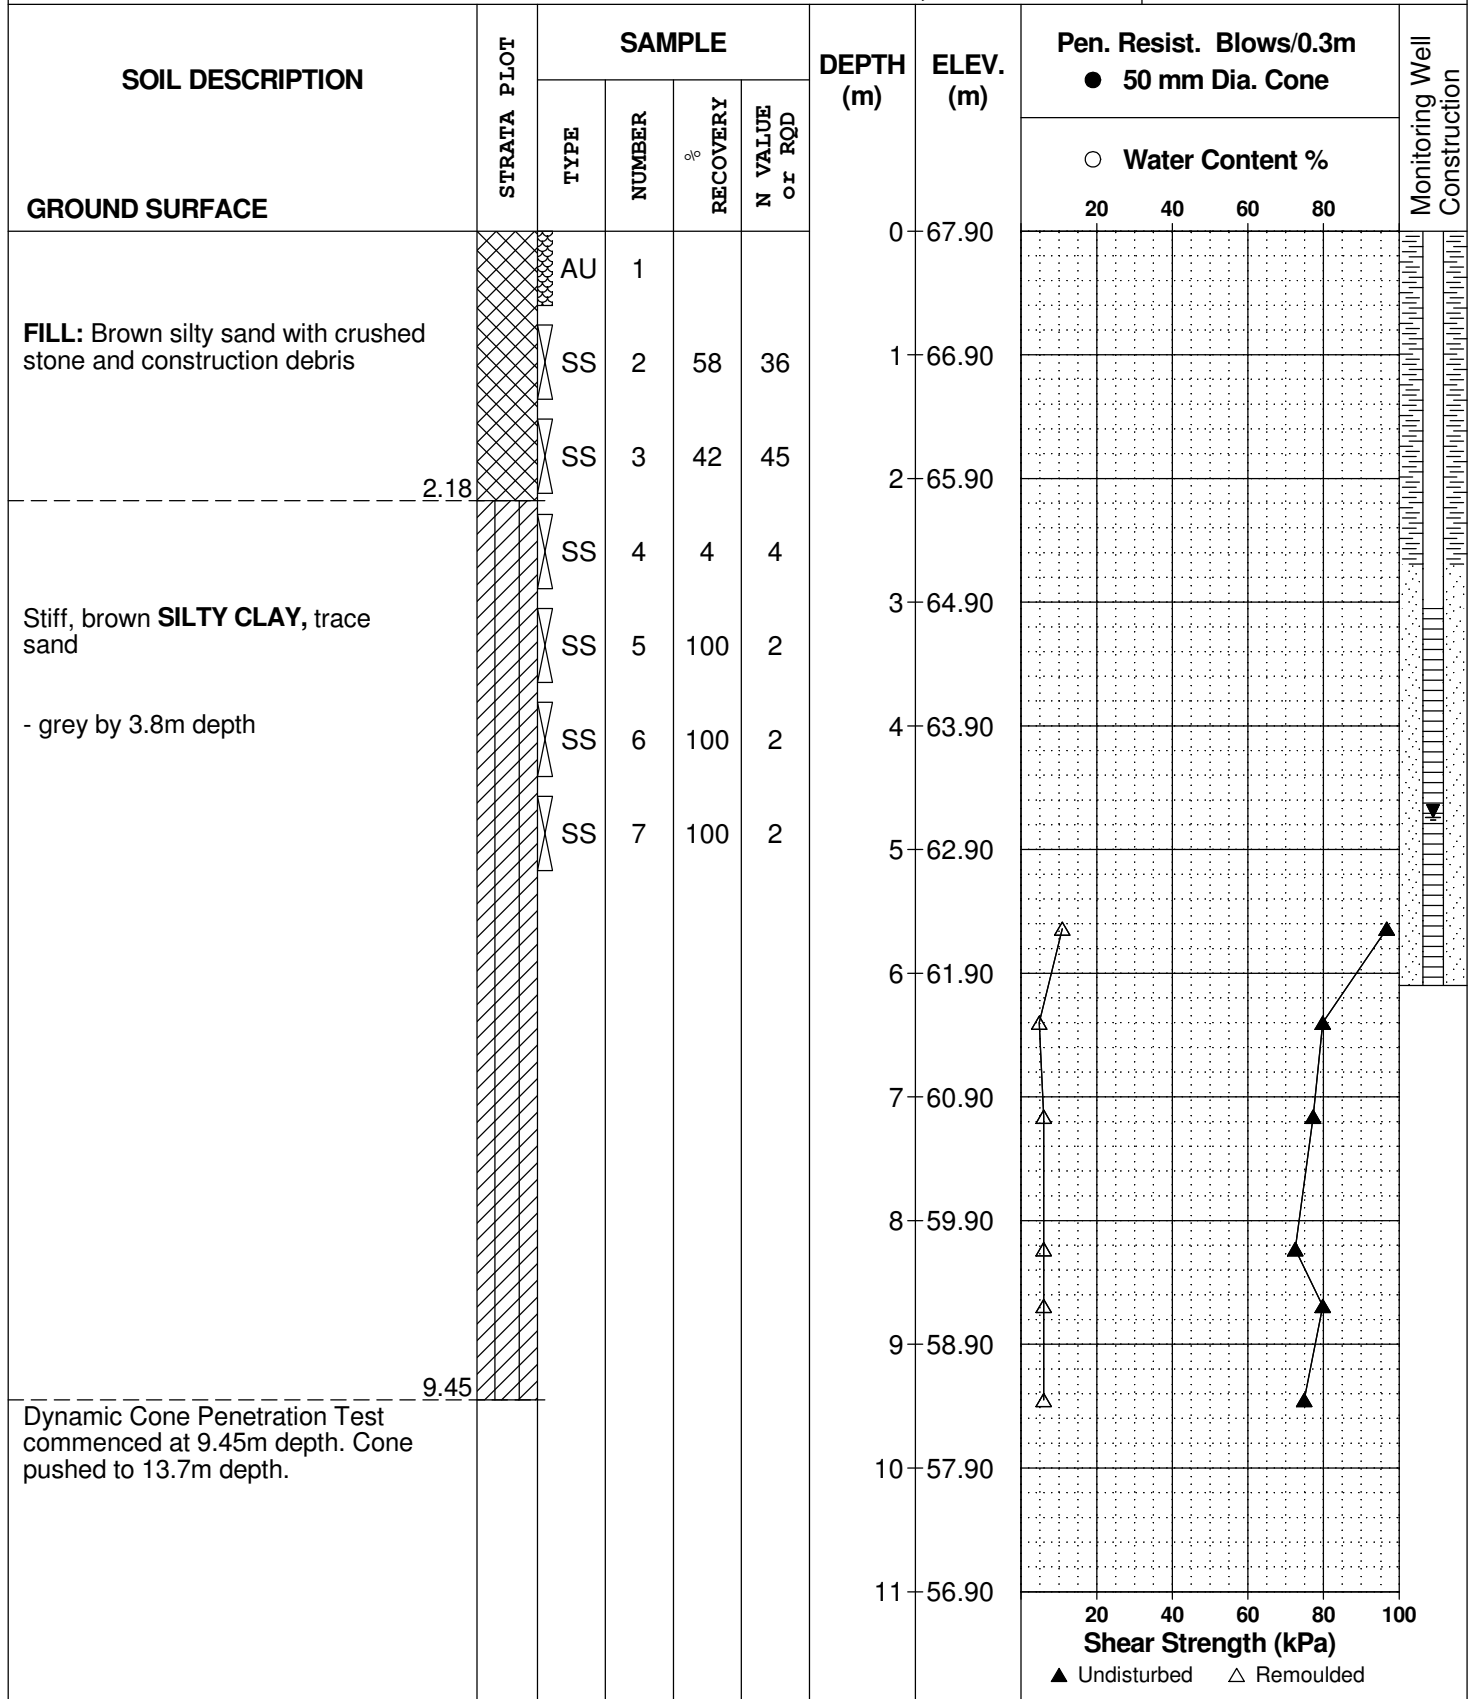 SOIL DESCRIPTION
GROUND SURFACE
STRATA PLOT
SAMPLE
TYPE
NUMBER
%
RECOVERY
N VALUE
or RQD
DEPTH
(m)
ELEV.
(m)
Pen. Resist. Blows/0.3m
● 50 mm Dia. Cone
○ Water Content %
20 40 60 80
Monitoring Well
Construction
0 67.90
AU 1
FILL: Brown silty sand with crushed
stone and construction debris
SS 2 58 36
1 66.90
SS 3 42 45
2 65.90
2.18
SS 4 4 4
3 64.90
Stiff, brown SILTY CLAY, trace
sand
SS 5 100 2
- grey by 3.8m depth
SS 6 100 2
4 63.90
SS 7 100 2
5 62.90
6 61.90
7 60.90
8 59.90
9 58.90
9.45
Dynamic Cone Penetration Test
commenced at 9.45m depth. Cone
pushed to 13.7m depth.
10 57.90
11 56.90
20 40 60 80 100
Shear Strength (kPa)
▲ Undisturbed △ Remoulded